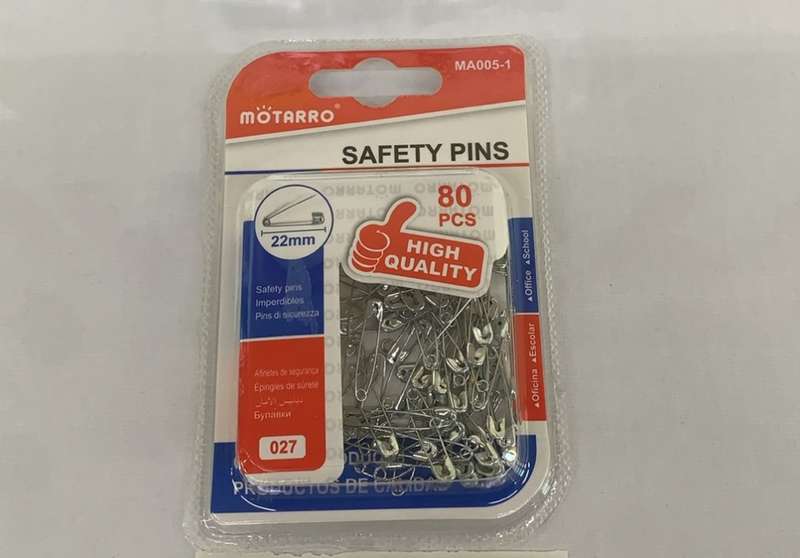 MA005-1
MOTARRO®
SAFETY PINS
80
PCS
HIGH
QUALITY
22mm
Safety pins
Imperdibles
Pins di sicurezza
Alfinetes de segurança
Épingles de sûreté
دبابيس الأمان
Булавки
027
▲Office ▲School
▲Oficina ▲Escolar
PRODUCTOS DE CALIDAD